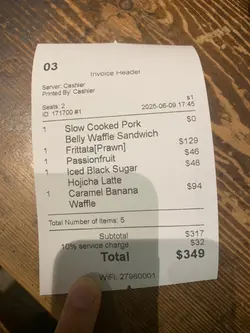 03
Invoice Header
Server: Cashier
Printed By: Cashier
s1
Seats: 2 2025-06-09 17:45
ID: 171700 #1
1 Slow Cooked Pork $0
Belly Waffle Sandwich
1 Frittata[Prawn] $129
1 Passionfruit $46
1 Iced Black Sugar $48
Hojicha Latte
1 Caramel Banana $94
Waffle
Total Number of Items: 5
Subtotal $317
10% service charge $32
Total $349
WiFi: 27960001